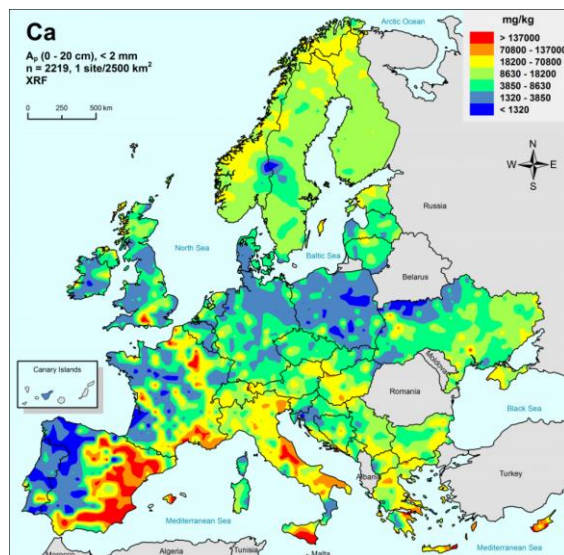 Ca
Aₚ (0 - 20 cm), < 2 mm
n = 2219, 1 site/2500 km²
XRF
0 250 500 km
mg/kg
> 137000
70800 - 137000
18200 - 70800
8630 - 18200
3850 - 8630
1320 - 3850
< 1320
N
W E
S
Arctic Ocean
Russia
North Sea
Baltic Sea
Belarus
Canary Islands
Moldova
Romania
Black Sea
Albania
Turkey
Mediterranean Sea
Mediterranean Sea
Morocco
Algeria
Tunisia
Malta